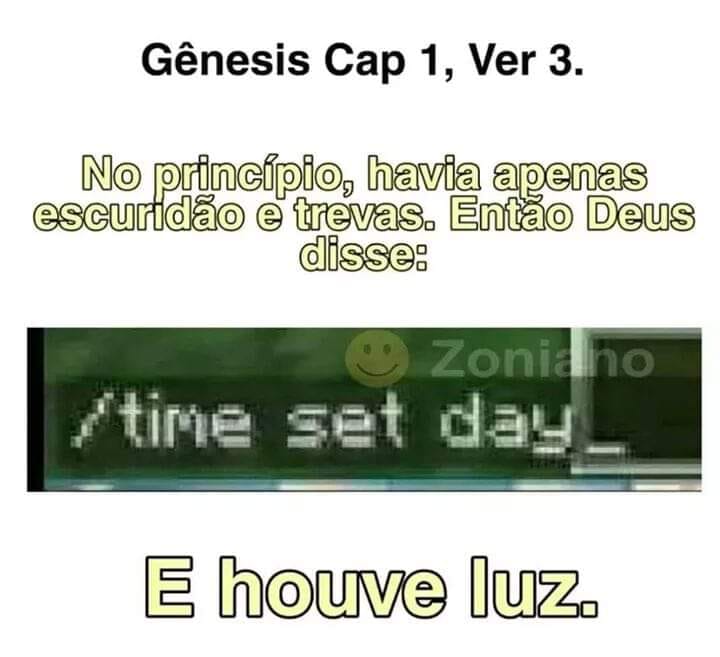 Gênesis Cap 1, Ver 3.
No princípio, havia apenas
escuridão e trevas. Então Deus
disse:
Zoniano
/time set day_
E houve luz.